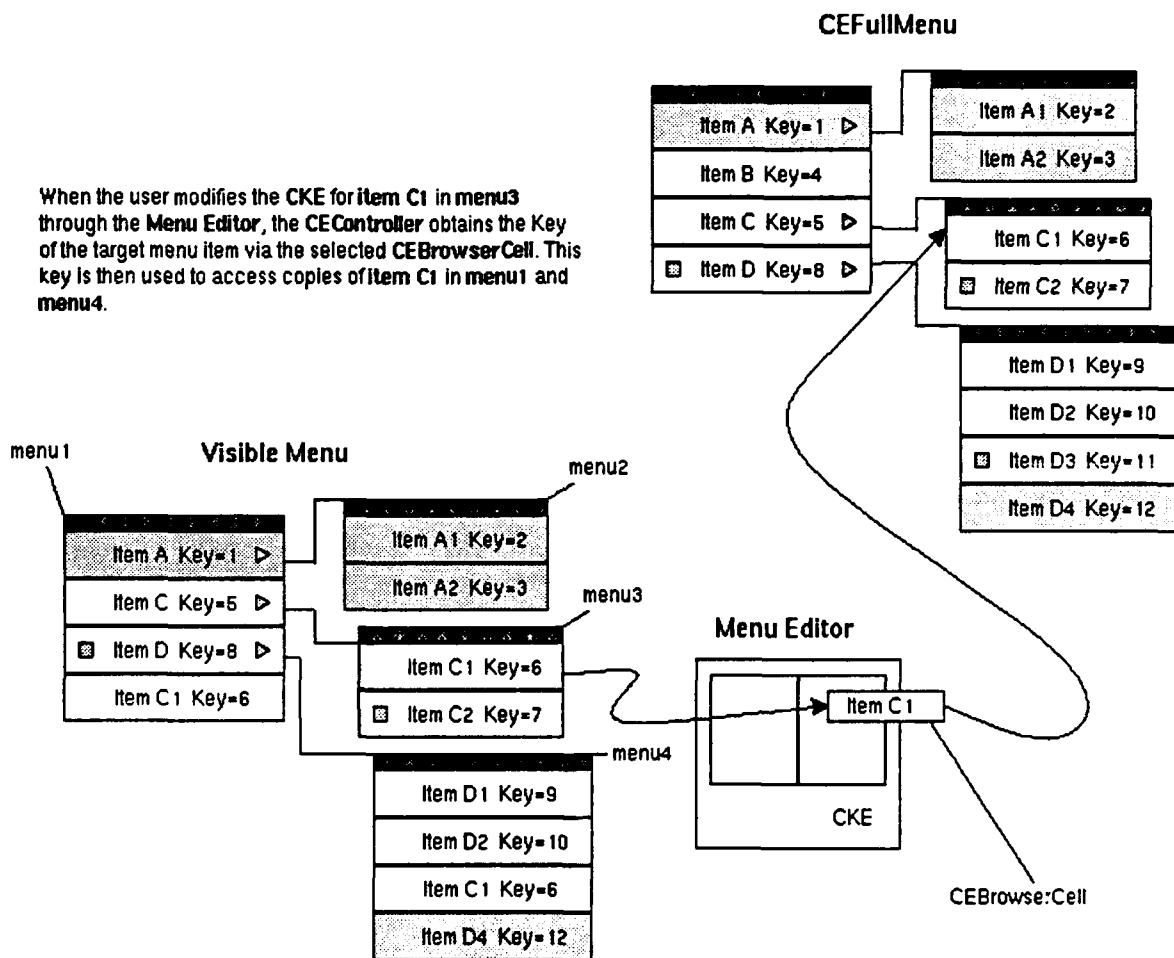 CEFullMenu
Item A Key=1
Item B Key=4
Item C Key=5
Item D Key=8
Item A1 Key=2
Item A2 Key=3
Item C1 Key=6
Item C2 Key=7
Item D1 Key=9
Item D2 Key=10
Item D3 Key=11
Item D4 Key=12
When the user modifies the CKE for item C1 in menu3
through the Menu Editor, the CEController obtains the Key
of the target menu item via the selected CEBrowserCell. This
key is then used to access copies of item C1 in menu1 and
menu4.
Visible Menu
menu1
Item A Key=1
Item C Key=5
Item D Key=8
Item C1 Key=6
menu2
Item A1 Key=2
Item A2 Key=3
menu3
Item C1 Key=6
Item C2 Key=7
menu4
Item D1 Key=9
Item D2 Key=10
Item C1 Key=6
Item D4 Key=12
Menu Editor
Item C1
CKE
CEBrowse:Cell